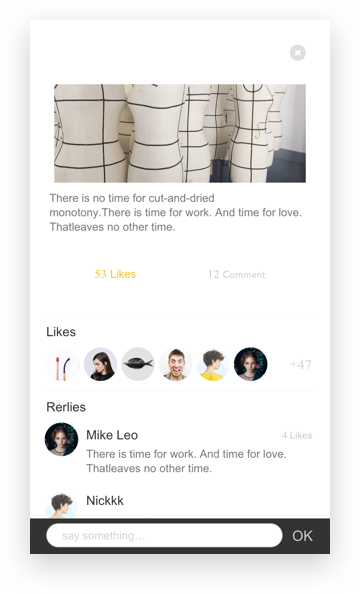 There is no time for cut-and-dried
monotony.There is time for work. And time for love.
Thatleaves no other time.
53 Likes
12 Comment
Likes
+47
Rerlies
Mike Leo
4 Likes
There is time for work. And time for love.
Thatleaves no other time.
Nickkk
say something...
OK